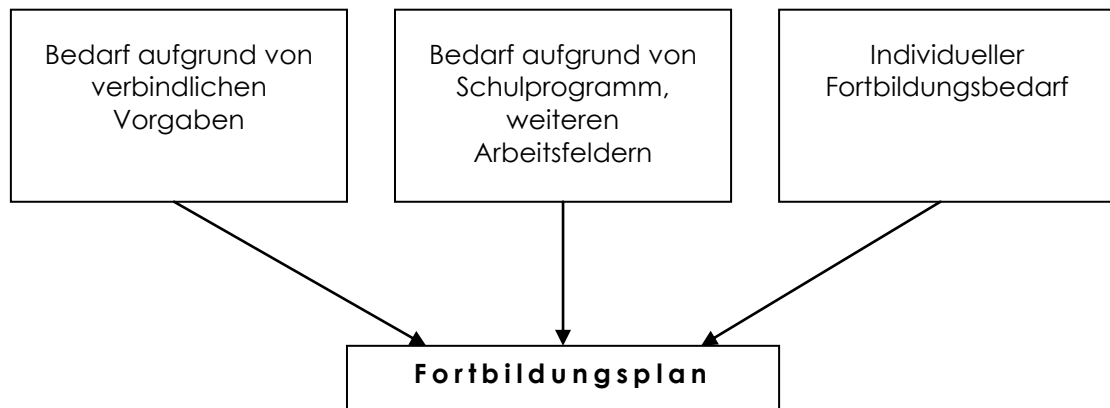 Bedarf aufgrund von
verbindlichen
Vorgaben
Bedarf aufgrund von
Schulprogramm,
weiteren
Arbeitsfeldern
Individueller
Fortbildungsbedarf
Fortbildungsplan